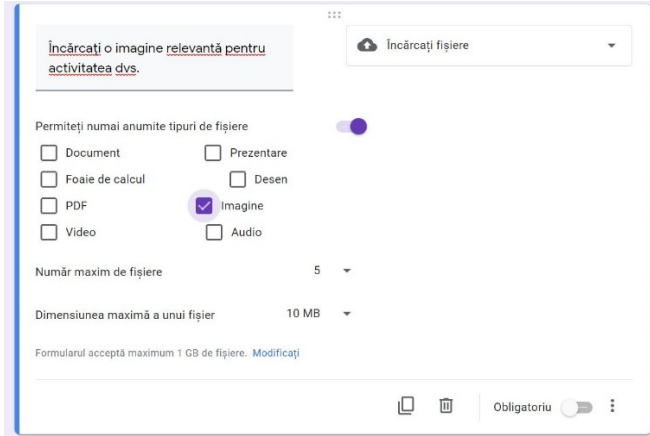 Încărcați o imagine relevantă pentru
activitatea dvs.
Încărcați fișiere
Permiteți numai anumite tipuri de fișiere
Document Prezentare
Foaie de calcul Desen
PDF Imagine
Video Audio
Număr maxim de fișiere 5
Dimensiunea maximă a unui fișier 10 MB
Formularul acceptă maximum 1 GB de fișiere. Modificați
Obligatoriu